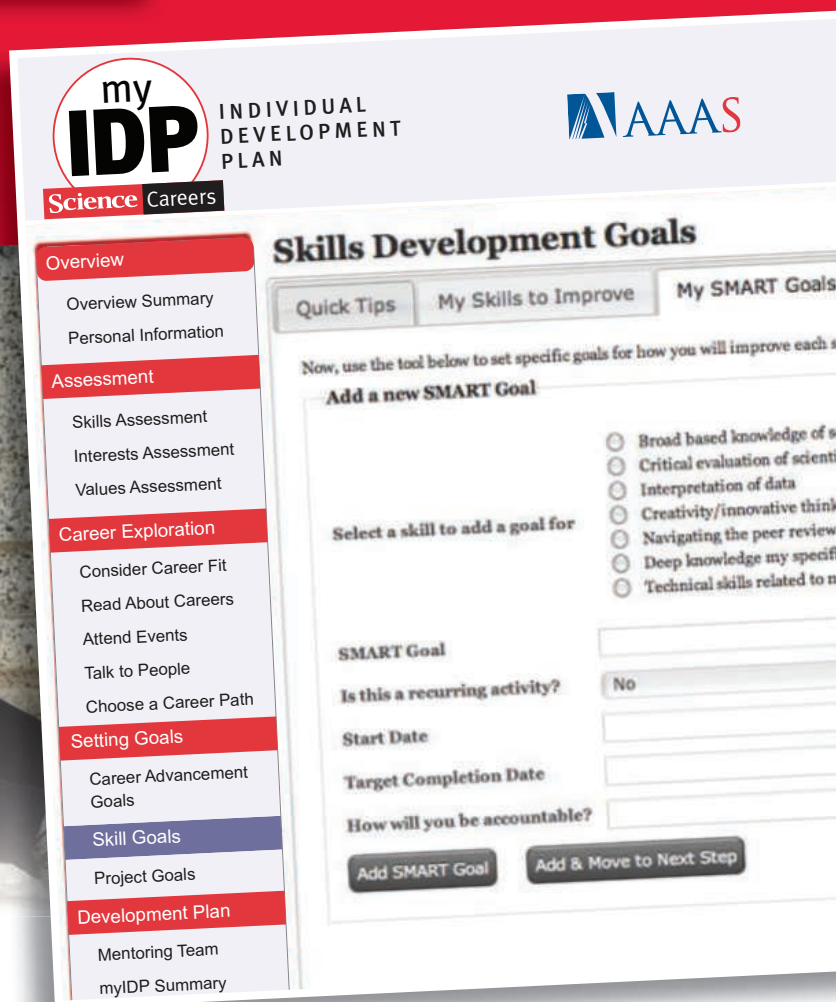 my
IDP
INDIVIDUAL
DEVELOPMENT
PLAN
Science Careers
AAAS
Overview
Overview Summary
Personal Information
Assessment
Skills Assessment
Interests Assessment
Values Assessment
Career Exploration
Consider Career Fit
Read About Careers
Attend Events
Talk to People
Choose a Career Path
Setting Goals
Career Advancement
Goals
Skill Goals
Project Goals
Development Plan
Mentoring Team
myIDP Summary
Skills Development Goals
Quick Tips
My Skills to Improve
My SMART Goals
Now, use the tool below to set specific goals for how you will improve each
Add a new SMART Goal
Select a skill to add a goal for
Broad based knowledge of
Critical evaluation of
Interpretation of data
Creativity/innovative
Navigating the peer review
Deep knowledge my
Technical skills related to
SMART Goal
Is this a recurring activity?
No
Start Date
Target Completion Date
How will you be accountable?
Add SMART Goal
Add & Move to Next Step